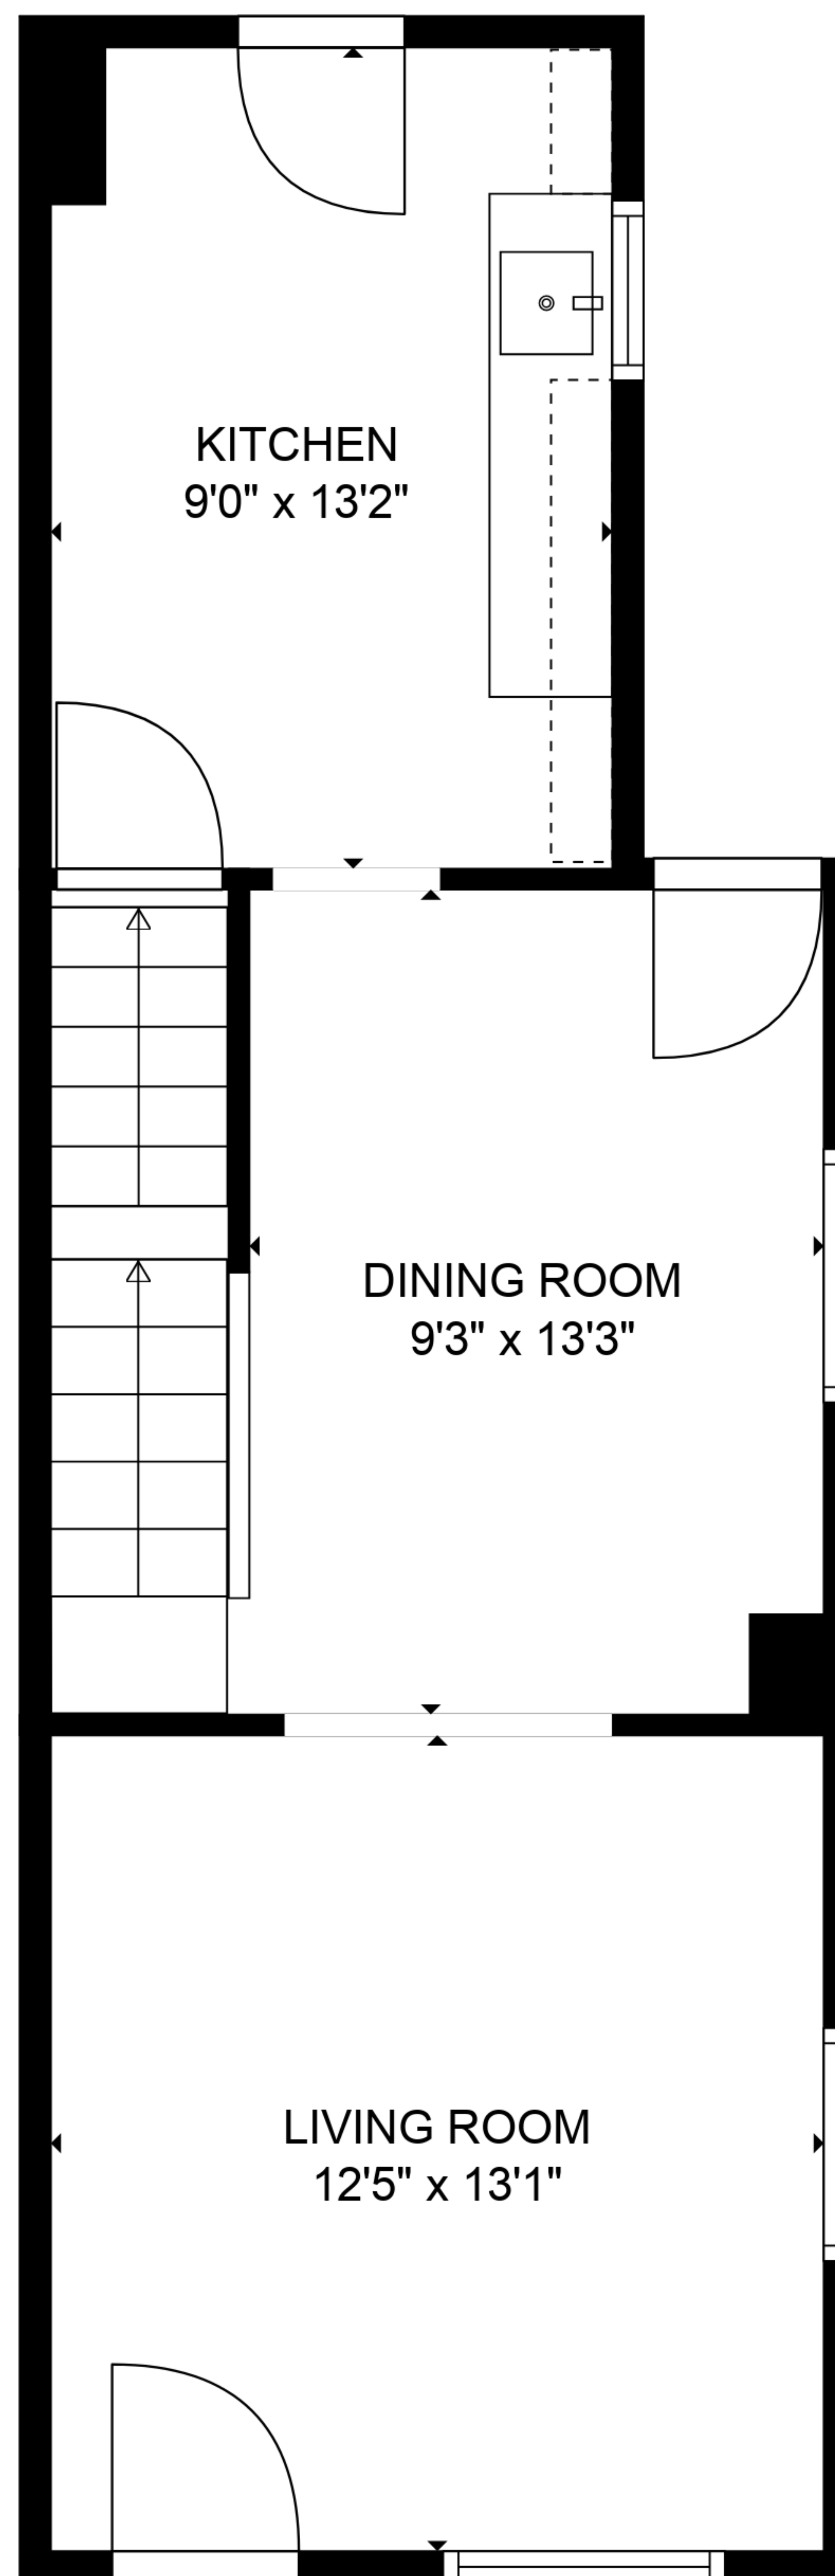 KITCHEN
9'0" x 13'2"
DINING ROOM
9'3" x 13'3"
LIVING ROOM
12'5" x 13'1"